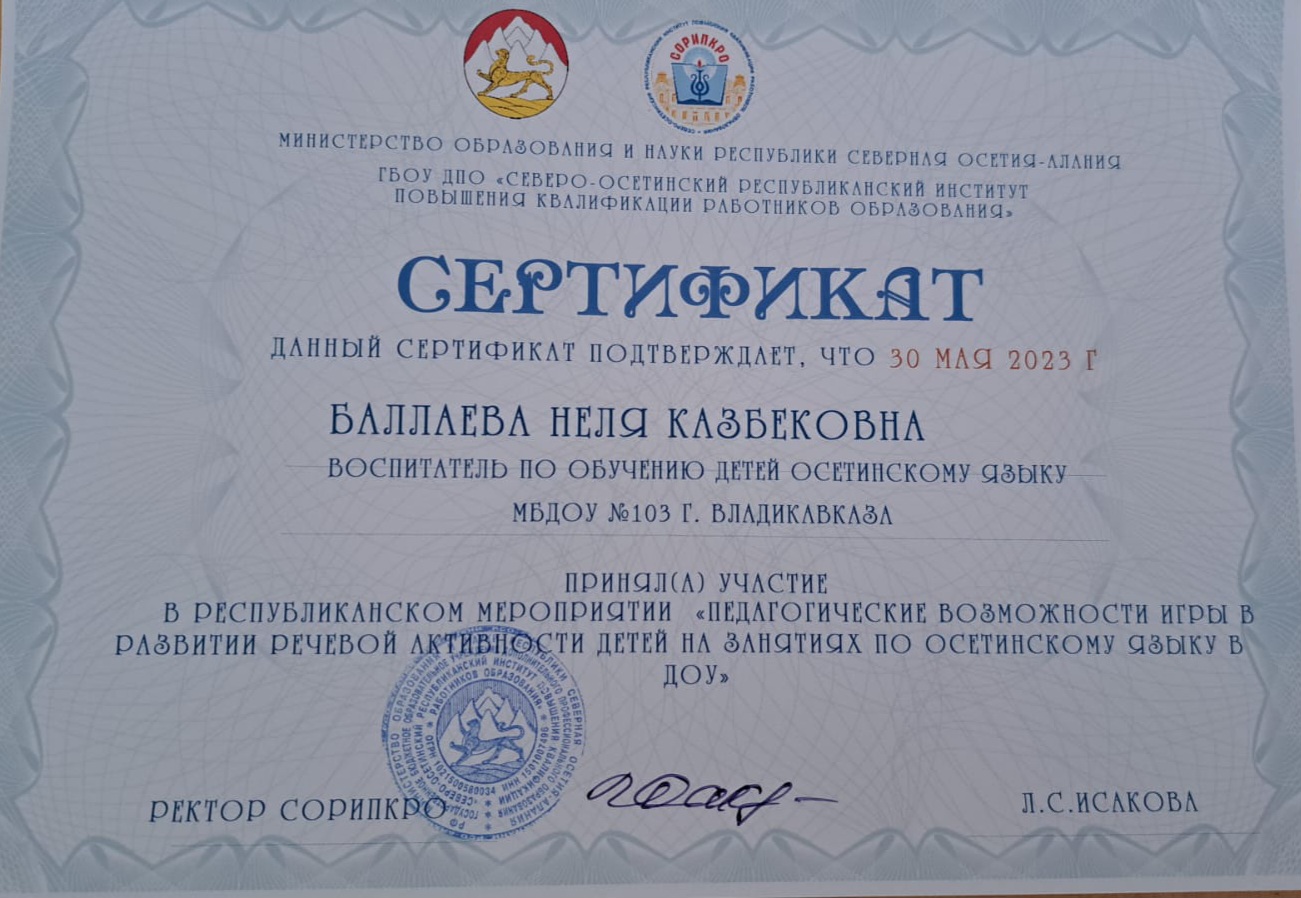 СОРИПКРО
МИНИСТЕРСТВО ОБРАЗОВАНИЯ И НАУКИ РЕСПУБЛИКИ СЕВЕРНАЯ ОСЕТИЯ-АЛАНИЯ
ГБОУ ДПО «СЕВЕРО-ОСЕТИНСКИЙ РЕСПУБЛИКАНСКИЙ ИНСТИТУТ
ПОВЫШЕНИЯ КВАЛИФИКАЦИИ РАБОТНИКОВ ОБРАЗОВАНИЯ»
СЕРТИФИКАТ
ДАННЫЙ СЕРТИФИКАТ ПОДТВЕРЖДАЕТ, ЧТО 30 МАЯ 2023 Г
БАЛЛАЕВА НЕЛЯ КАЗБЕКОВНА
ВОСПИТАТЕЛЬ ПО ОБУЧЕНИЮ ДЕТЕЙ ОСЕТИНСКОМУ ЯЗЫКУ
МБДОУ №103 Г. ВЛАДИКАВКАЗА
ПРИНЯЛ(А) УЧАСТИЕ
В РЕСПУБЛИКАНСКОМ МЕРОПРИЯТИИ «ПЕДАГОГИЧЕСКИЕ ВОЗМОЖНОСТИ ИГРЫ В
РАЗВИТИИ РЕЧЕВОЙ АКТИВНОСТИ ДЕТЕЙ НА ЗАНЯТИЯХ ПО ОСЕТИНСКОМУ ЯЗЫКУ В
ДОУ»
РЕКТОР СОРИПКРО Л.С.ИСАКОВА